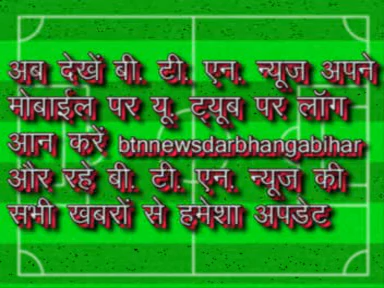 अब देखें बी. टी. एन. न्यूज अपने
मोबाईल पर यू. ट्यूब पर लॉग
आन करें btnnewsdarbhangabihar
और रहे बी. टी. एन. न्यूज की
सभी खबरों से हमेशा अपडेट